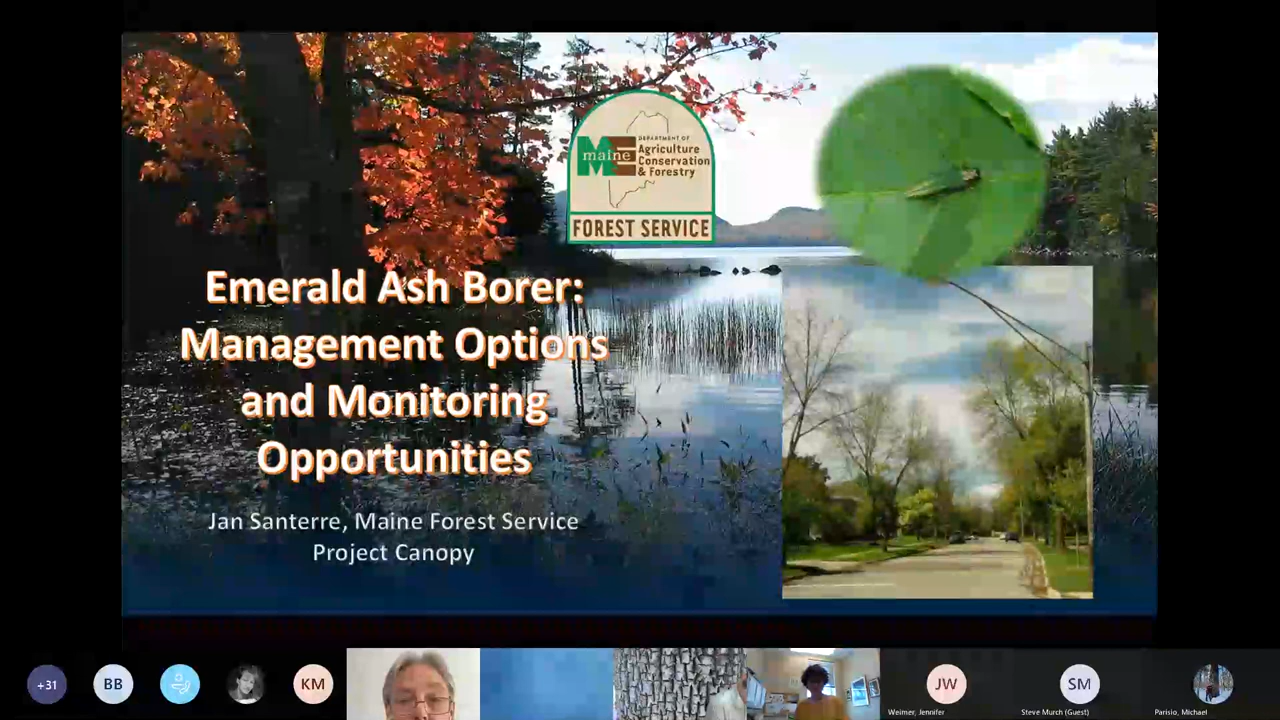 maine
DEPARTMENT OF
Agriculture
Conservation
& Forestry
FOREST SERVICE
Emerald Ash Borer:
Management Options
and Monitoring
Opportunities
Jan Santerre, Maine Forest Service
Project Canopy
+31
BB
KM
JW
SM
Weimer, Jennifer
Steve Murch (Guest)
Parisio, Michael